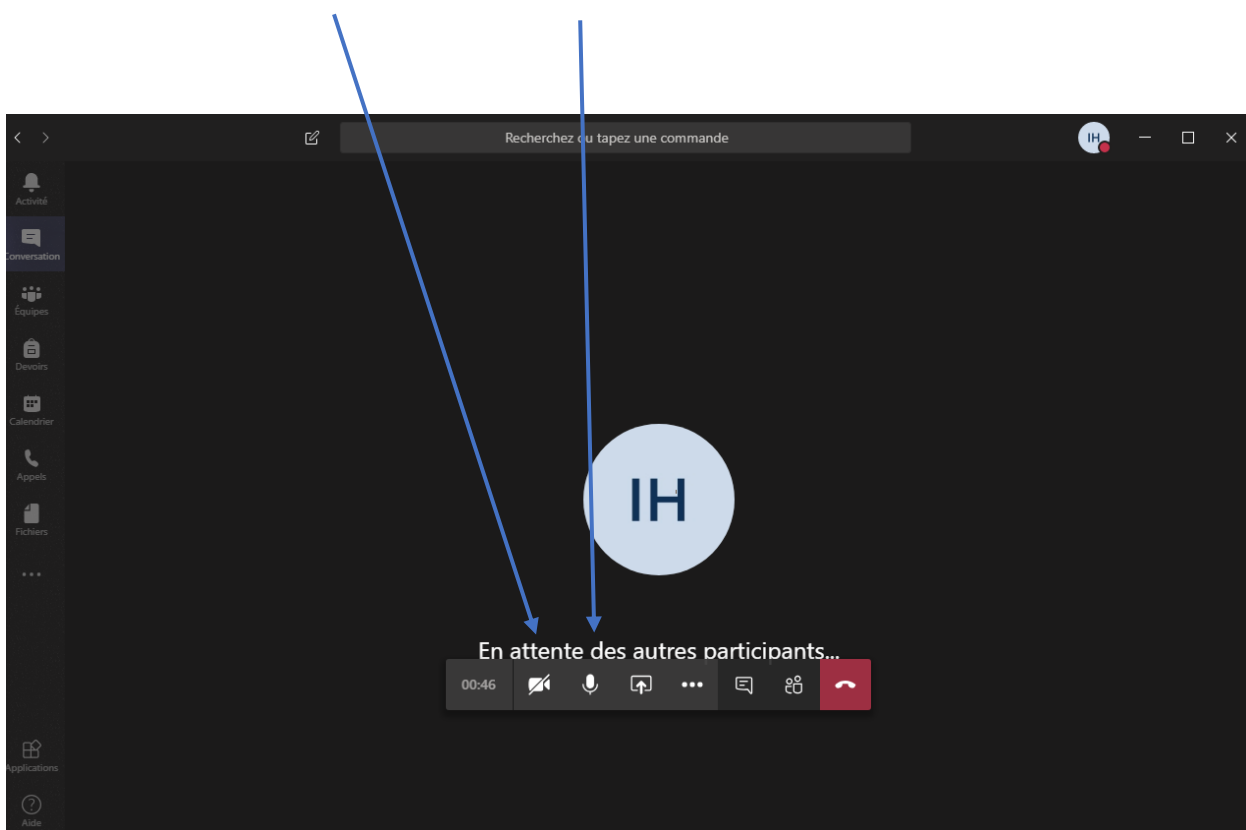 Recherchez ou tapez une commande
IH
Activité
Conversation
Équipes
Devoirs
Calendrier
Appels
Fichiers
IH
En attente des autres participants...
00:46
Applications
Aide